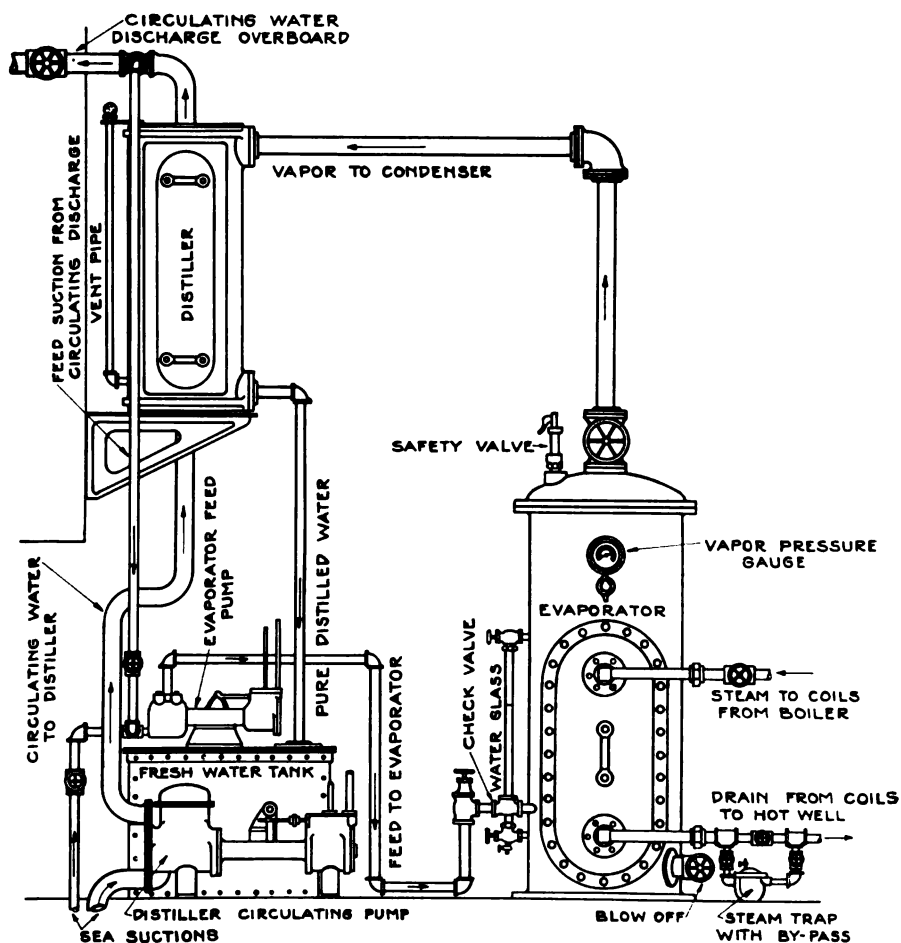 CIRCULATING WATER
DISCHARGE OVERBOARD
VAPOR TO CONDENSER
FEED SUCTION FROM
CIRCULATING DISCHARGE
VENT PIPE
DISTILLER
SAFETY VALVE
VAPOR PRESSURE
GAUGE
EVAPORATOR
CIRCULATING WATER
TO DISTILLER
EVAPORATOR FEED
PUMP
PURE DISTILLED WATER
STEAM TO COILS
FROM BOILER
CHECK VALVE
WATER GLASS
FRESH WATER TANK
FEED TO EVAPORATOR
DRAIN FROM COILS
TO HOT WELL
DISTILLER CIRCULATING PUMP
SEA SUCTIONS
BLOW OFF
STEAM TRAP
WITH BY-PASS